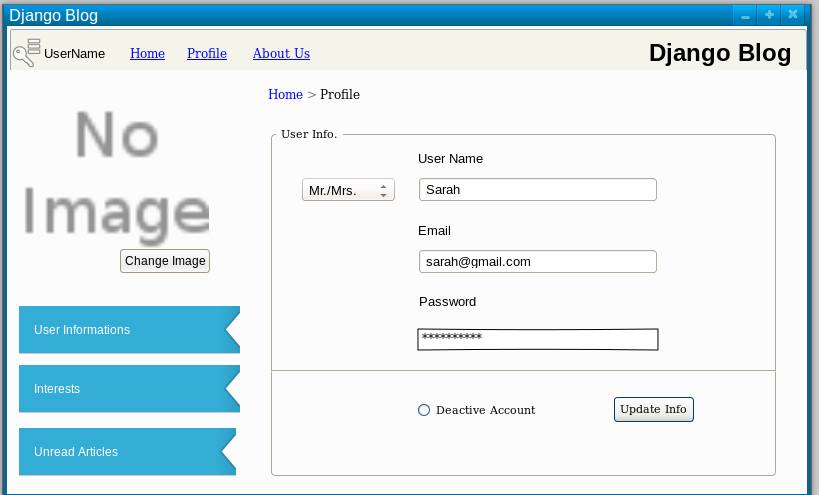 Django Blog
UserName Home Profile About Us Django Blog
Home > Profile
No
Image
Change Image
User Informations
Interests
Unread Articles
User Info.
User Name
Mr./Mrs. Sarah
Email
sarah@gmail.com
Password
**********
Deactive Account Update Info